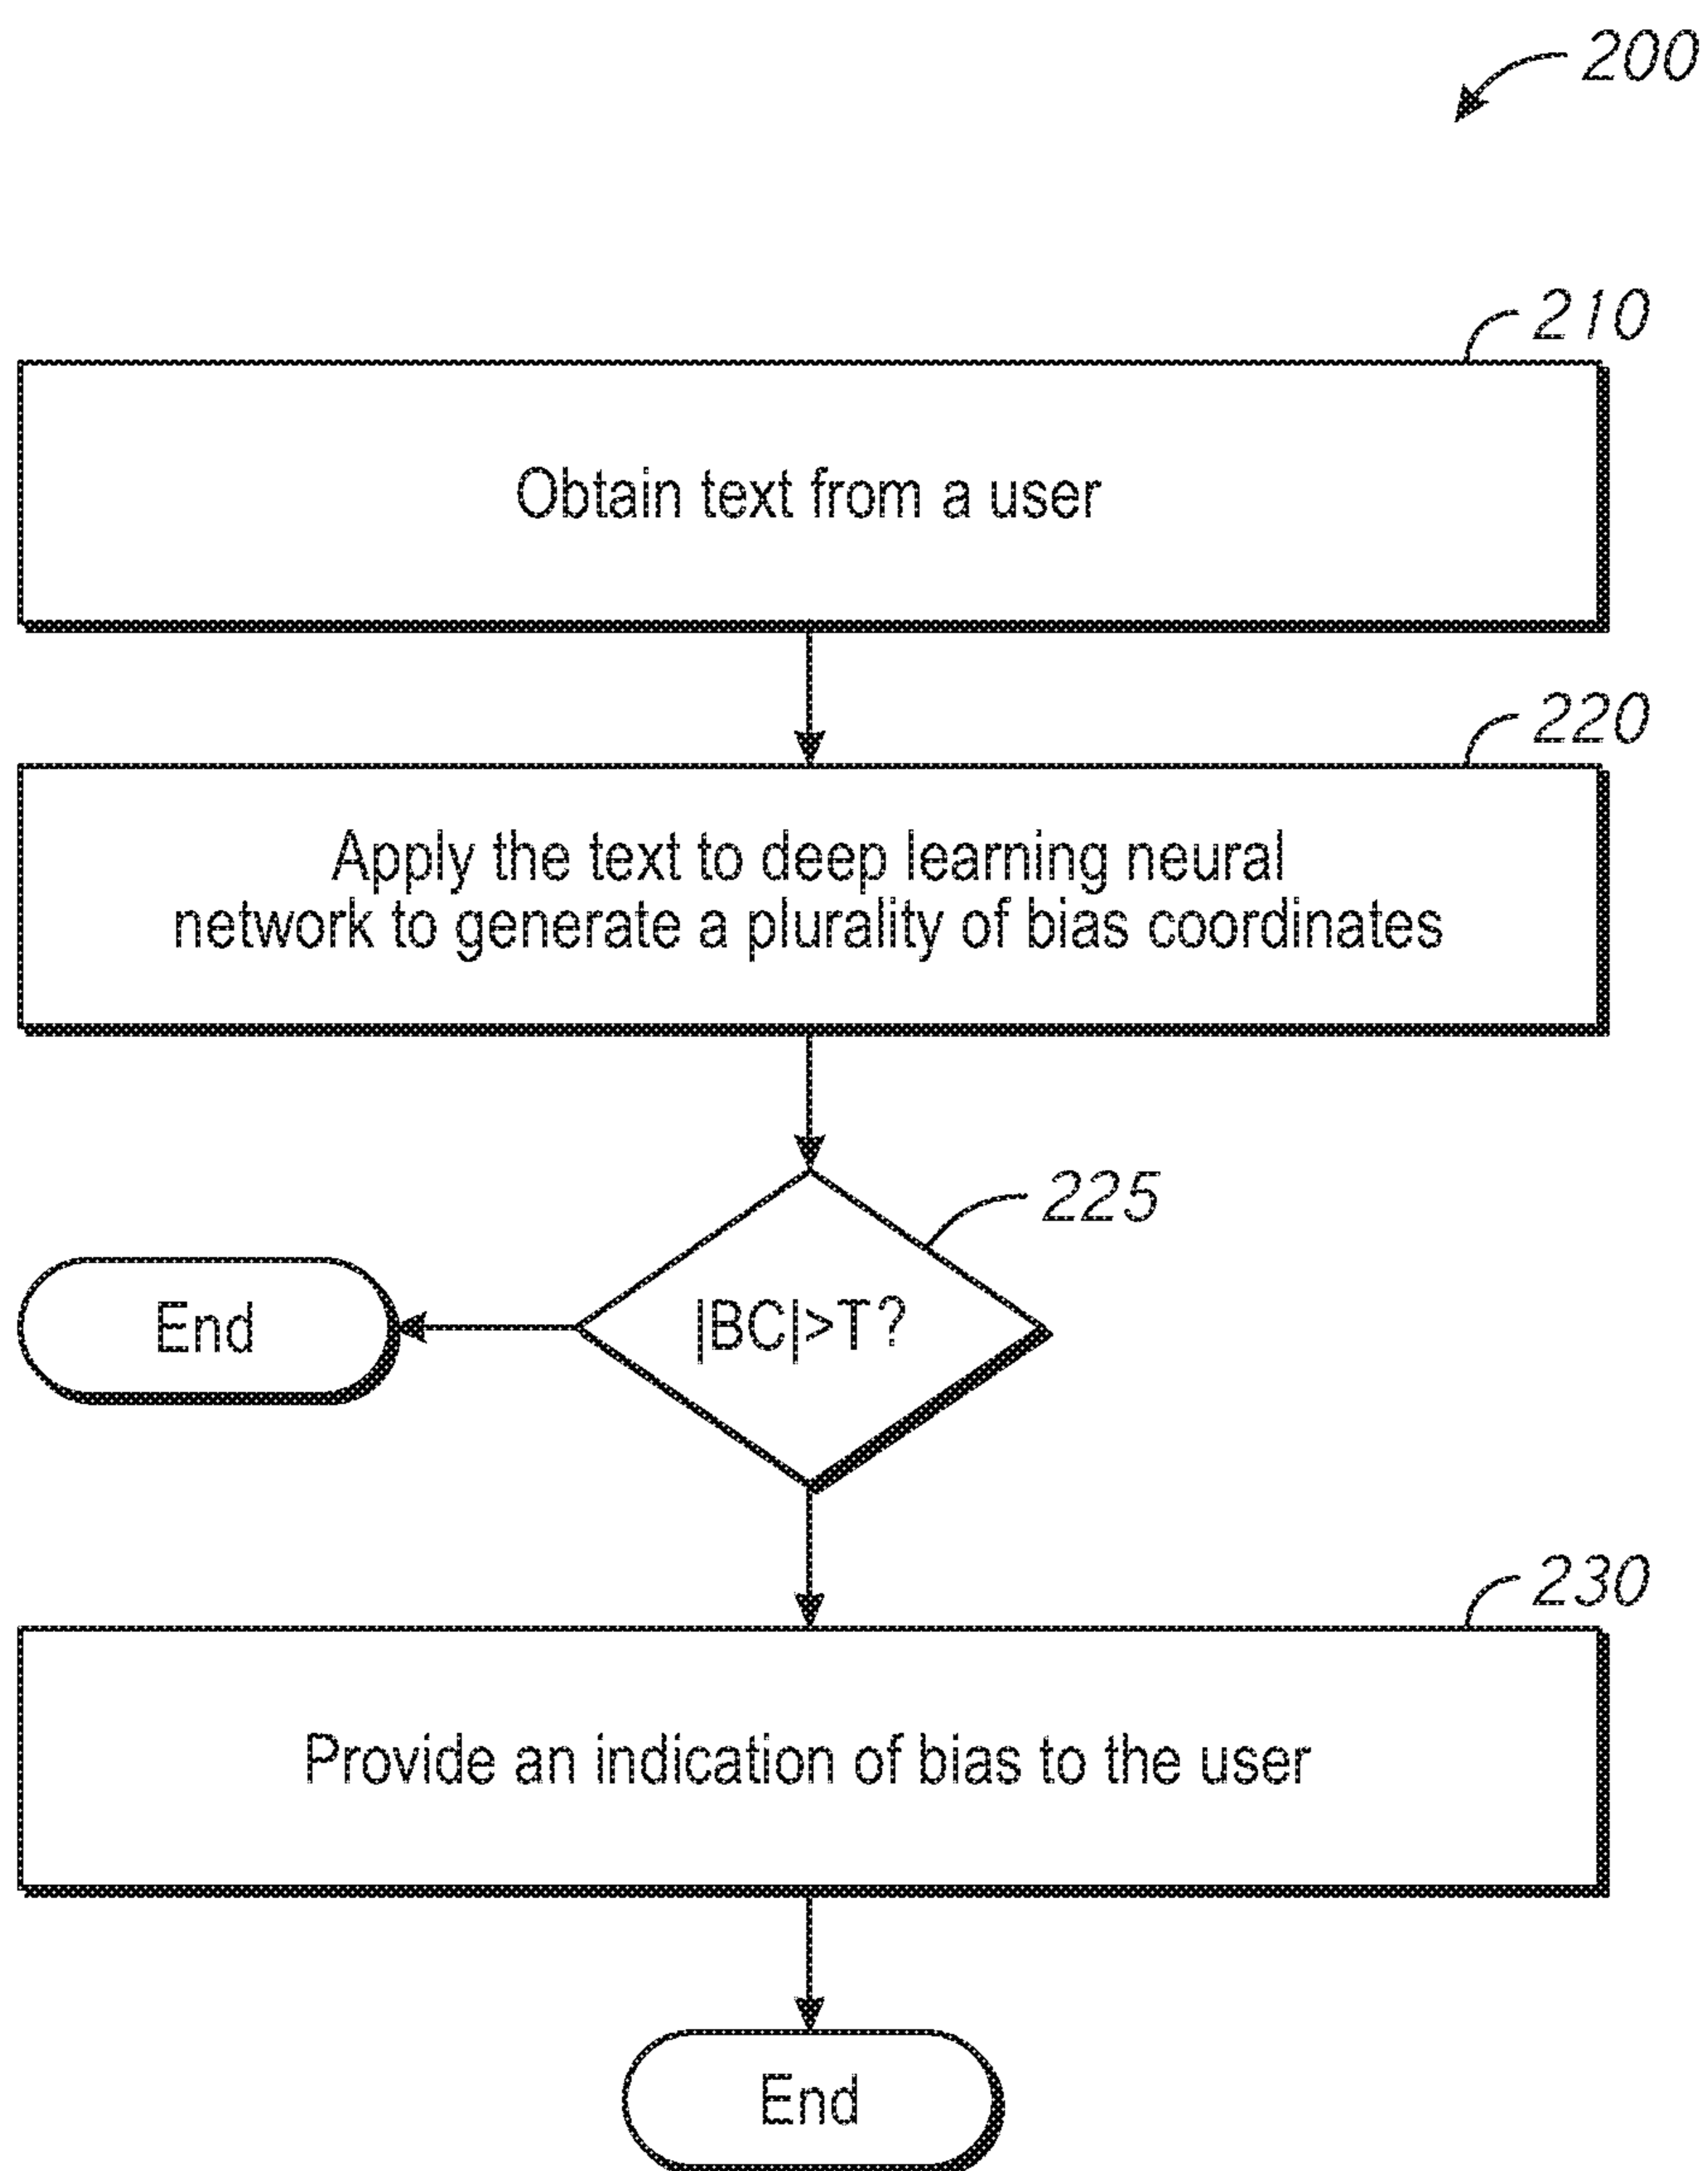 200
210
Obtain text from a user
220
Apply the text to deep learning neural
network to generate a plurality of bias coordinates
225
|BC|>T?
End
230
Provide an indication of bias to the user
End